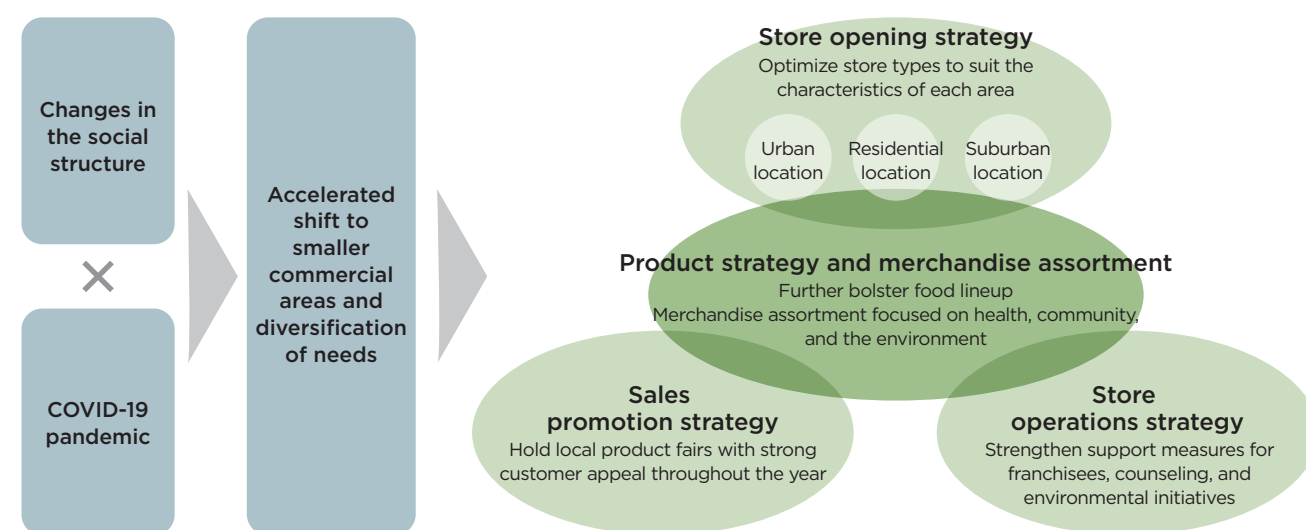 Changes in
the social
structure
×
COVID-19
pandemic
Accelerated
shift to
smaller
commercial
areas and
diversification
of needs
Store opening strategy
Optimize store types to suit the
characteristics of each area
Urban
location
Residential
location
Suburban
location
Product strategy and merchandise assortment
Further bolster food lineup
Merchandise assortment focused on health, community,
and the environment
Sales
promotion strategy
Hold local product fairs with strong
customer appeal throughout the year
Store
operations strategy
Strengthen support measures for
franchisees, counseling, and
environmental initiatives